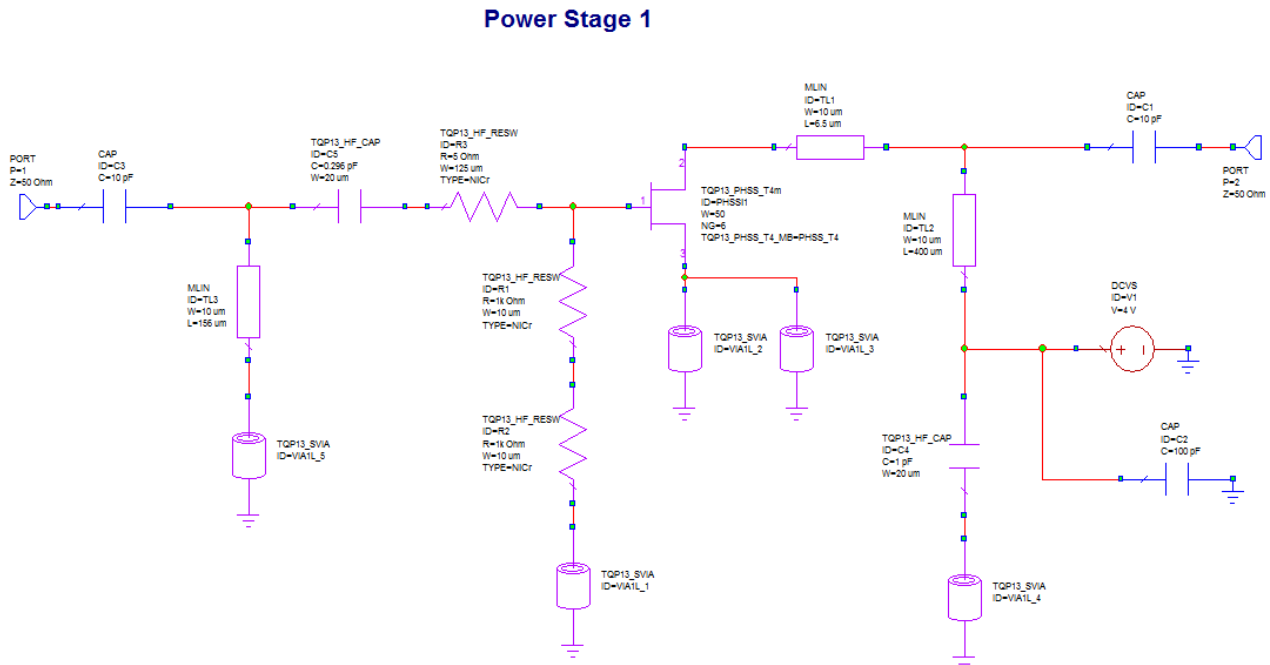 Power Stage 1
PORT
P=1
Z=50 Ohm
CAP
ID=C3
C=10 pF
TQP13_HF_CAP
ID=C5
C=0.296 pF
W=20 um
TQP13_HF_RESW
ID=R3
R=5 Ohm
W=125 um
TYPE=NiCr
MLIN
ID=TL1
W=10 um
L=6.5 um
CAP
ID=C1
C=10 pF
PORT
P=2
Z=50 Ohm
1
2
3
TQP13_PHSS_T4m
ID=PHSSI1
W=50
NG=6
TQP13_PHSS_T4_MB=PHSS_T4
MLIN
ID=TL2
W=10 um
L=400 um
MLIN
ID=TL3
W=10 um
L=156 um
TQP13_HF_RESW
ID=R1
R=1k Ohm
W=10 um
TYPE=NiCr
TQP13_SVIA
ID=VIA1L_2
TQP13_SVIA
ID=VIA1L_3
DCVS
ID=V1
V=4 V
TQP13_SVIA
ID=VIA1L_5
TQP13_HF_RESW
ID=R2
R=1k Ohm
W=10 um
TYPE=NiCr
TQP13_HF_CAP
ID=C4
C=1 pF
W=20 um
CAP
ID=C2
C=100 pF
TQP13_SVIA
ID=VIA1L_1
TQP13_SVIA
ID=VIA1L_4